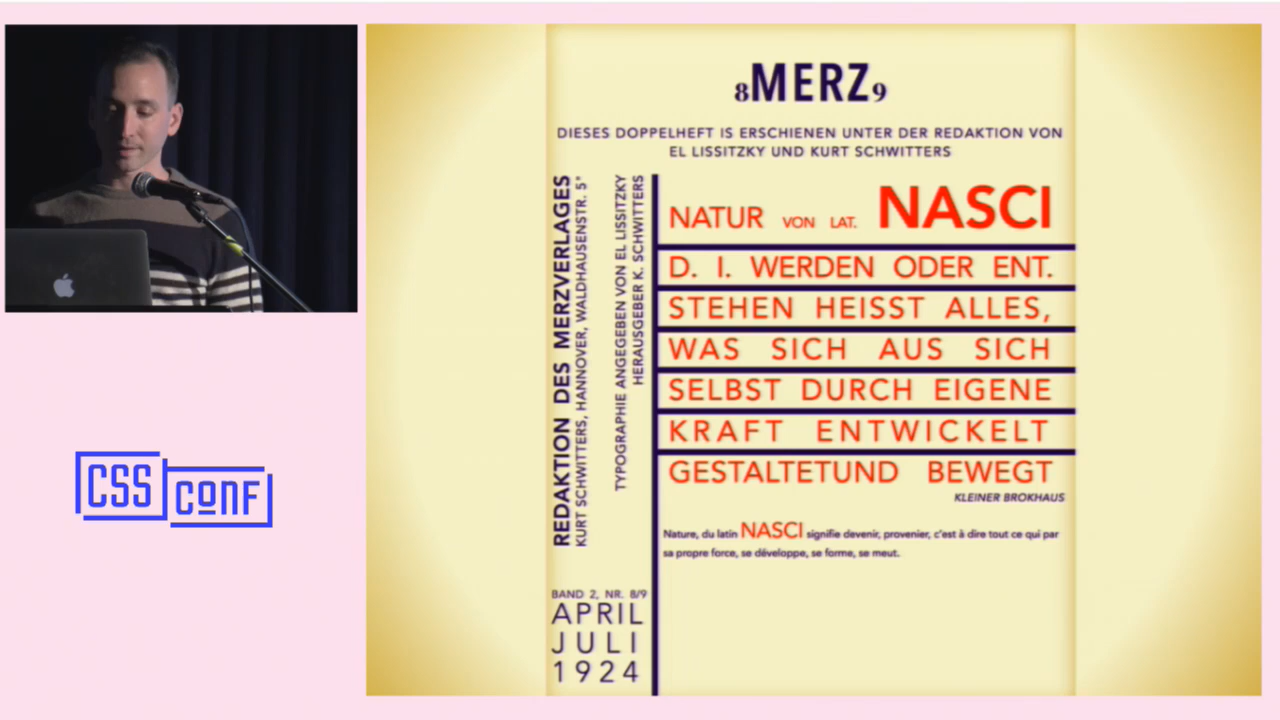 8MERZ9
DIESES DOPPELHEFT IS ERSCHIENEN UNTER DER REDAKTION VON
EL LISSITZKY UND KURT SCHWITTERS
REDAKTION DES MERZVERLAGES
KURT SCHWITTERS, HANNOVER, WALDHAUSENSTR. 5"
TYPOGRAPHIE ANGEGEBEN VON EL LISSITZKY
HERAUSGEBER K. SCHWITTERS
NATUR VON LAT. NASCI
D. I. WERDEN ODER ENT.
STEHEN HEISST ALLES,
WAS SICH AUS SICH
SELBST DURCH EIGENE
KRAFT ENTWICKELT
GESTALTETUND BEWEGT
KLEINER BROKHAUS
Nature, du latin NASCI signifie devenir, provenier, c'est à dire tout ce qui par
sa propre force, se développe, se forme, se meut.
BAND 2, NR. 8/9
APRIL
JULI
1924
CSS
CONF